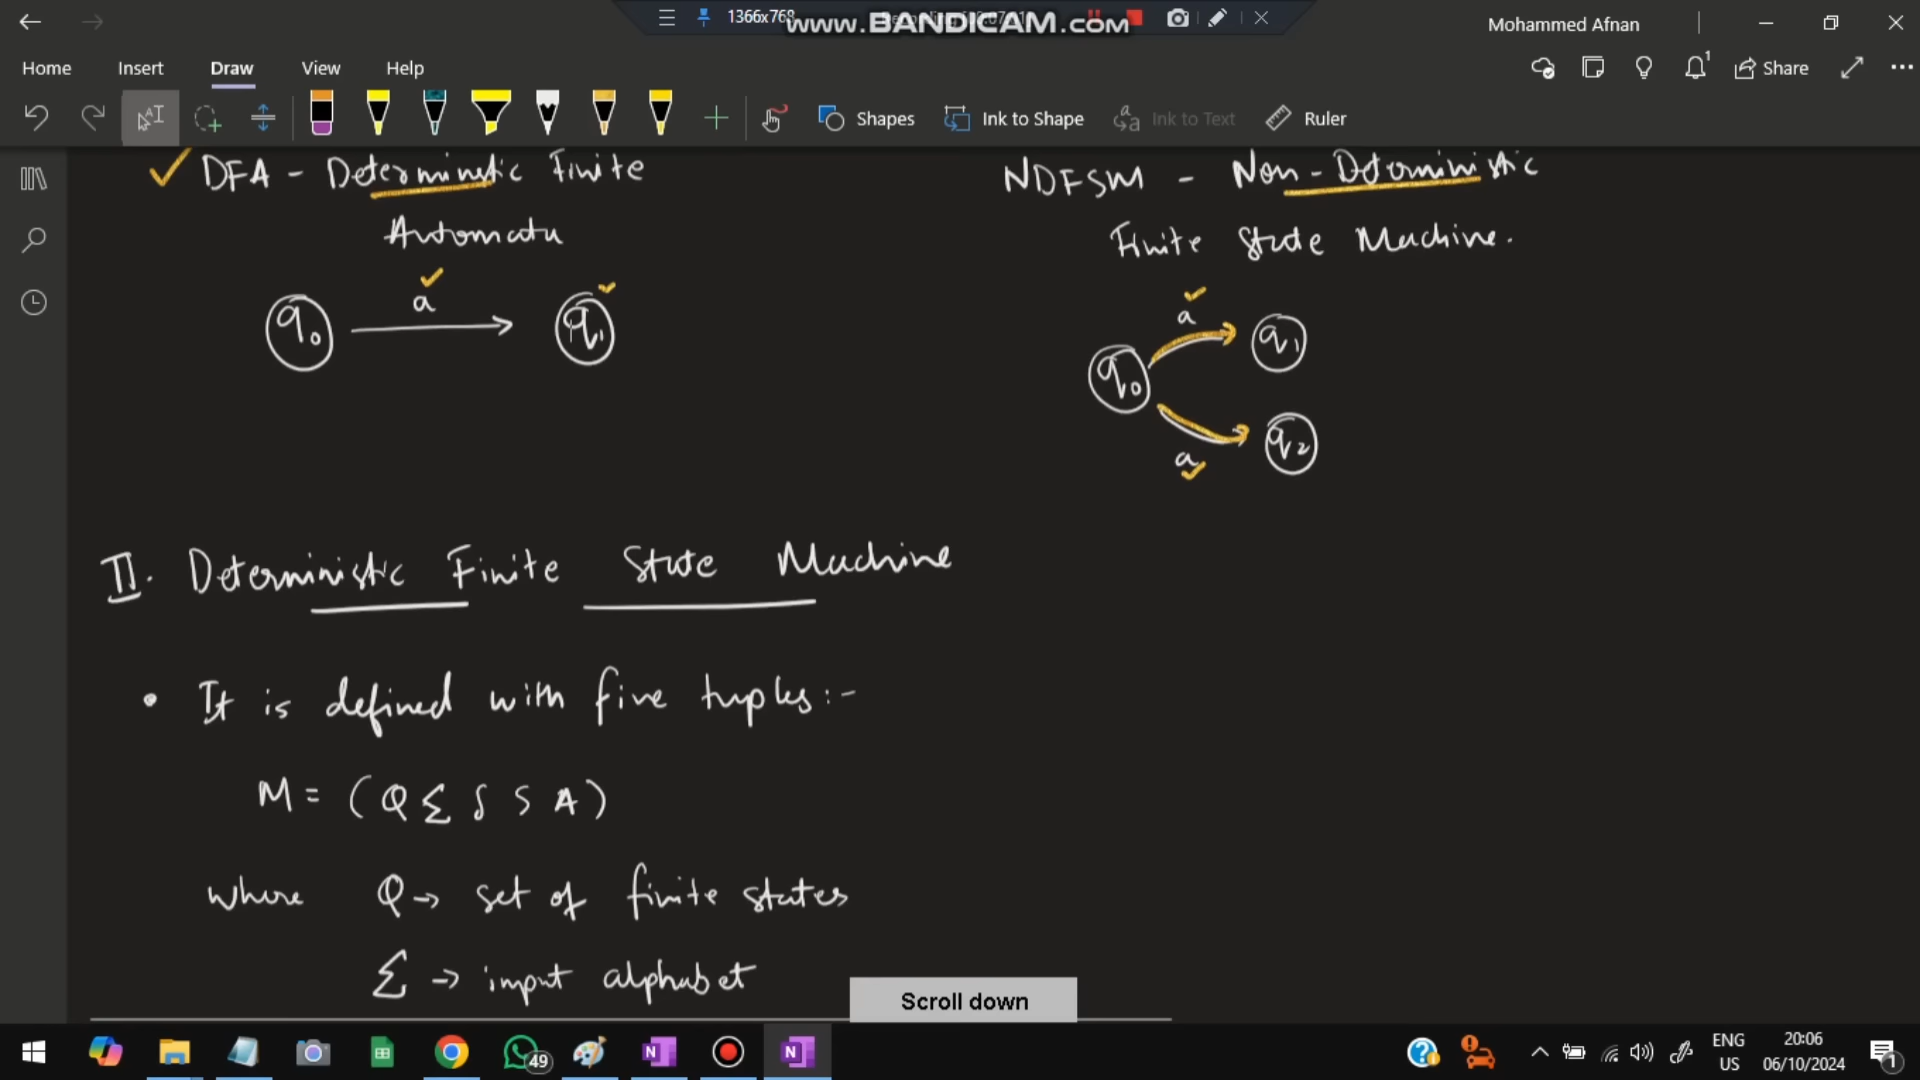 1366x768
www.BANDICAM.com
Mohammed Afnan
Home Insert Draw View Help
Share
Shapes Ink to Shape Ink to Text Ruler
✓ DFA - Deterministic Finite
Automata
a
q0 → q1
NDFSM - Non-Deterministic
Finite State Machine.
a
q0 q1
a q2
II. Deterministic Finite State Machine
• It is defined with five tuples:-
M = (Q Σ δ S A)
where Q → set of finite states
Σ → input alphabet
Scroll down
49
ENG
US
20:06
06/10/2024
1